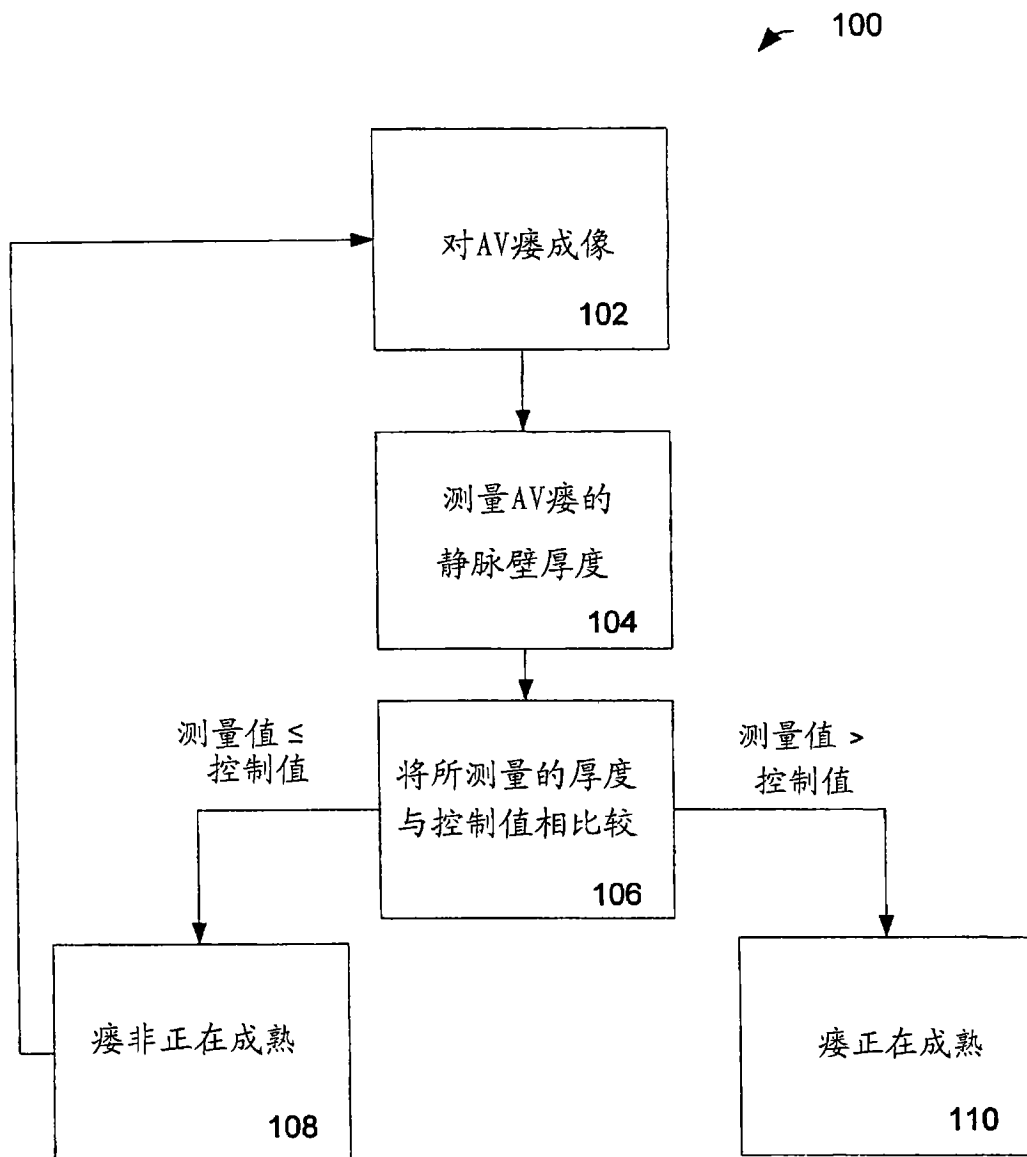 100
对AV瘘成像
102
测量AV瘘的
静脉壁厚度
104
测量值 ≤
控制值
测量值 >
控制值
将所测量的厚度
与控制值相比较
106
瘘非正在成熟
108
瘘正在成熟
110